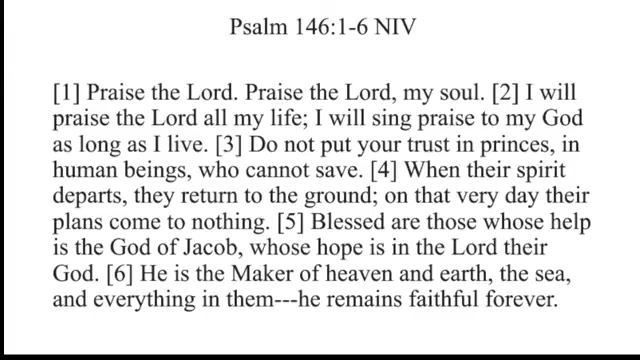 Psalm 146:1-6 NIV
[1] Praise the Lord. Praise the Lord, my soul. [2] I will
praise the Lord all my life; I will sing praise to my God
as long as I live. [3] Do not put your trust in princes, in
human beings, who cannot save. [4] When their spirit
departs, they return to the ground; on that very day their
plans come to nothing. [5] Blessed are those whose help
is the God of Jacob, whose hope is in the Lord their
God. [6] He is the Maker of heaven and earth, the sea,
and everything in them---he remains faithful forever.